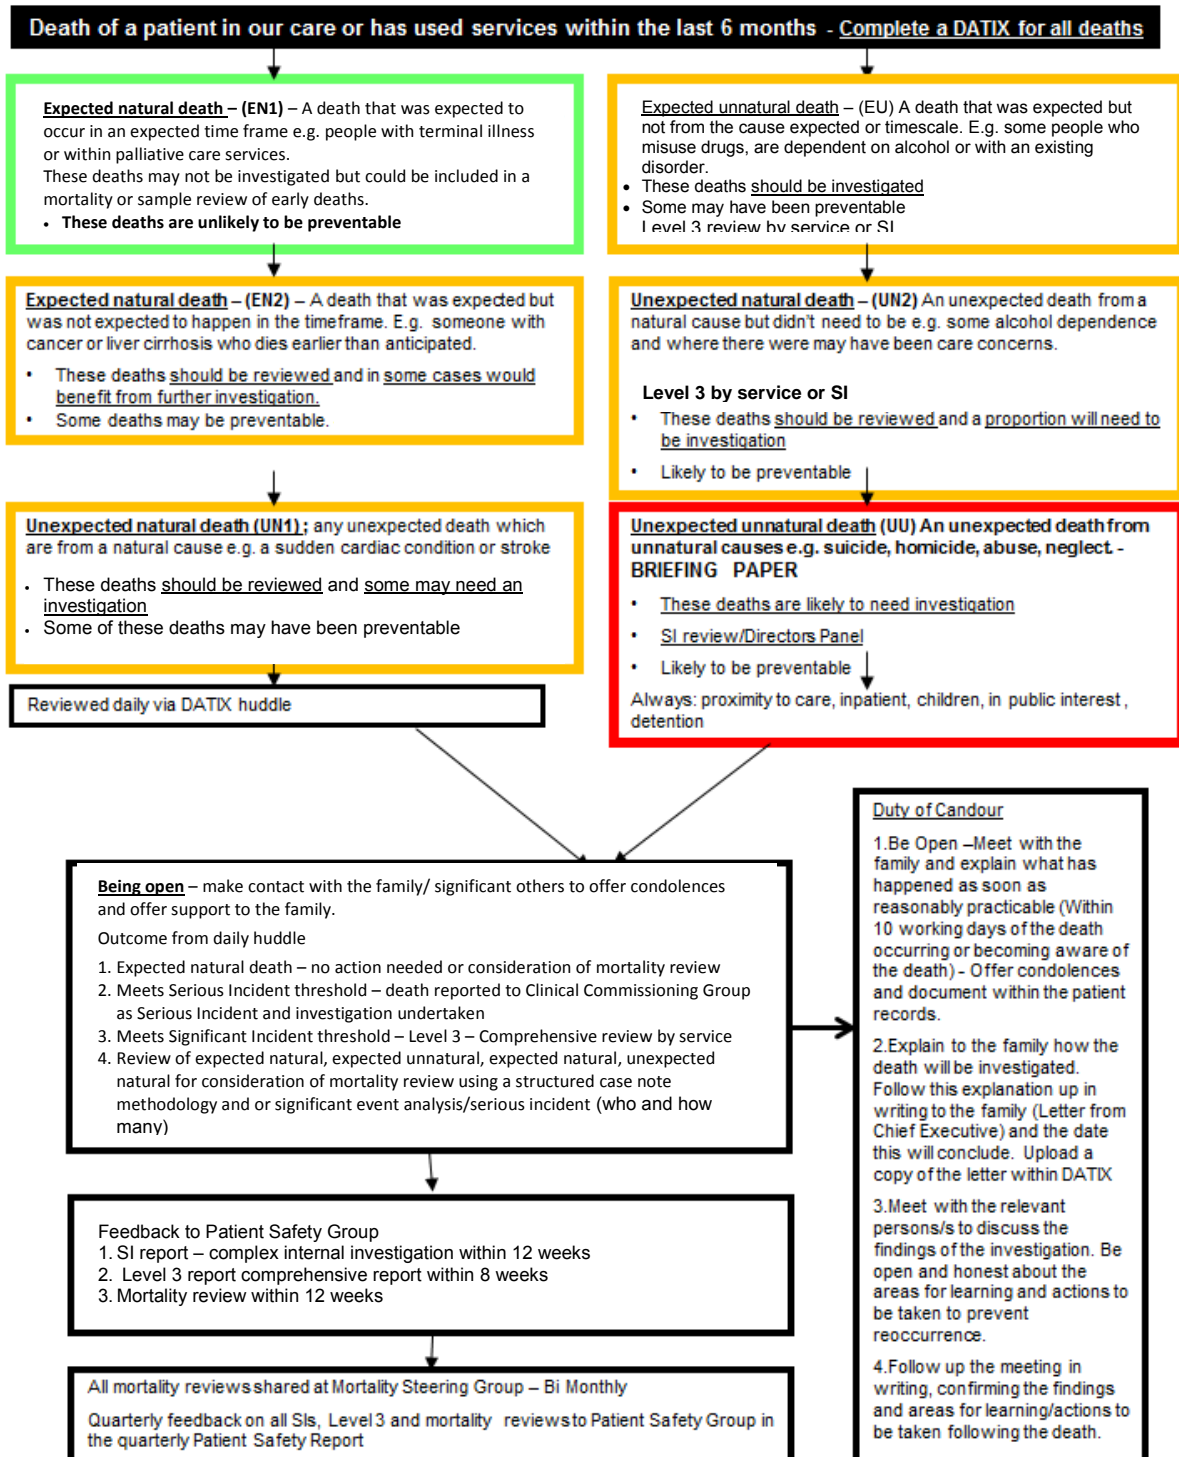 Death of a patient in our care or has used services within the last 6 months - Complete a DATIX for all deaths
Expected natural death – (EN1) – A death that was expected to
occur in an expected time frame e.g. people with terminal illness
or within palliative care services.
These deaths may not be investigated but could be included in a
mortality or sample review of early deaths.
• These deaths are unlikely to be preventable
Expected unnatural death – (EU) A death that was expected but
not from the cause expected or timescale. E.g. some people who
misuse drugs, are dependent on alcohol or with an existing
disorder.
• These deaths should be investigated
• Some may have been preventable
Level 3 review by service or SI
Expected natural death – (EN2) – A death that was expected but
was not expected to happen in the timeframe. E.g. someone with
cancer or liver cirrhosis who dies earlier than anticipated.
• These deaths should be reviewed and in some cases would
benefit from further investigation.
• Some deaths may be preventable.
Unexpected natural death – (UN2) An unexpected death from a
natural cause but didn't need to be e.g. some alcohol dependence
and where there were may have been care concerns.
Level 3 by service or SI
• These deaths should be reviewed and a proportion will need to
be investigation
• Likely to be preventable
Unexpected natural death (UN1) ; any unexpected death which
are from a natural cause e.g. a sudden cardiac condition or stroke
• These deaths should be reviewed and some may need an
investigation
• Some of these deaths may have been preventable
Unexpected unnatural death (UU) An unexpected death from
unnatural causes e.g. suicide, homicide, abuse, neglect. -
BRIEFING PAPER
• These deaths are likely to need investigation
• SI review/Directors Panel
• Likely to be preventable
Always: proximity to care, inpatient, children, in public interest ,
detention
Reviewed daily via DATIX huddle
Being open – make contact with the family/ significant others to offer condolences
and offer support to the family.
Outcome from daily huddle
1. Expected natural death – no action needed or consideration of mortality review
2. Meets Serious Incident threshold – death reported to Clinical Commissioning Group
as Serious Incident and investigation undertaken
3. Meets Significant Incident threshold – Level 3 – Comprehensive review by service
4. Review of expected natural, expected unnatural, expected natural, unexpected
natural for consideration of mortality review using a structured case note
methodology and or significant event analysis/serious incident (who and how
many)
Duty of Candour
1.Be Open –Meet with the
family and explain what has
happened as soon as
reasonably practicable (Within
10 working days of the death
occurring or becoming aware of
the death) - Offer condolences
and document within the patient
records.
2.Explain to the family how the
death will be investigated.
Follow this explanation up in
writing to the family (Letter from
Chief Executive) and the date
this will conclude. Upload a
copy of the letter within DATIX
3.Meet with the relevant
persons/s to discuss the
findings of the investigation. Be
open and honest about the
areas for learning and actions to
be taken to prevent
reoccurrence.
4.Follow up the meeting in
writing, confirming the findings
and areas for learning/actions to
be taken following the death.
Feedback to Patient Safety Group
1. SI report – complex internal investigation within 12 weeks
2. Level 3 report comprehensive report within 8 weeks
3. Mortality review within 12 weeks
All mortality reviews shared at Mortality Steering Group – Bi Monthly
Quarterly feedback on all SIs, Level 3 and mortality reviews to Patient Safety Group in
the quarterly Patient Safety Report